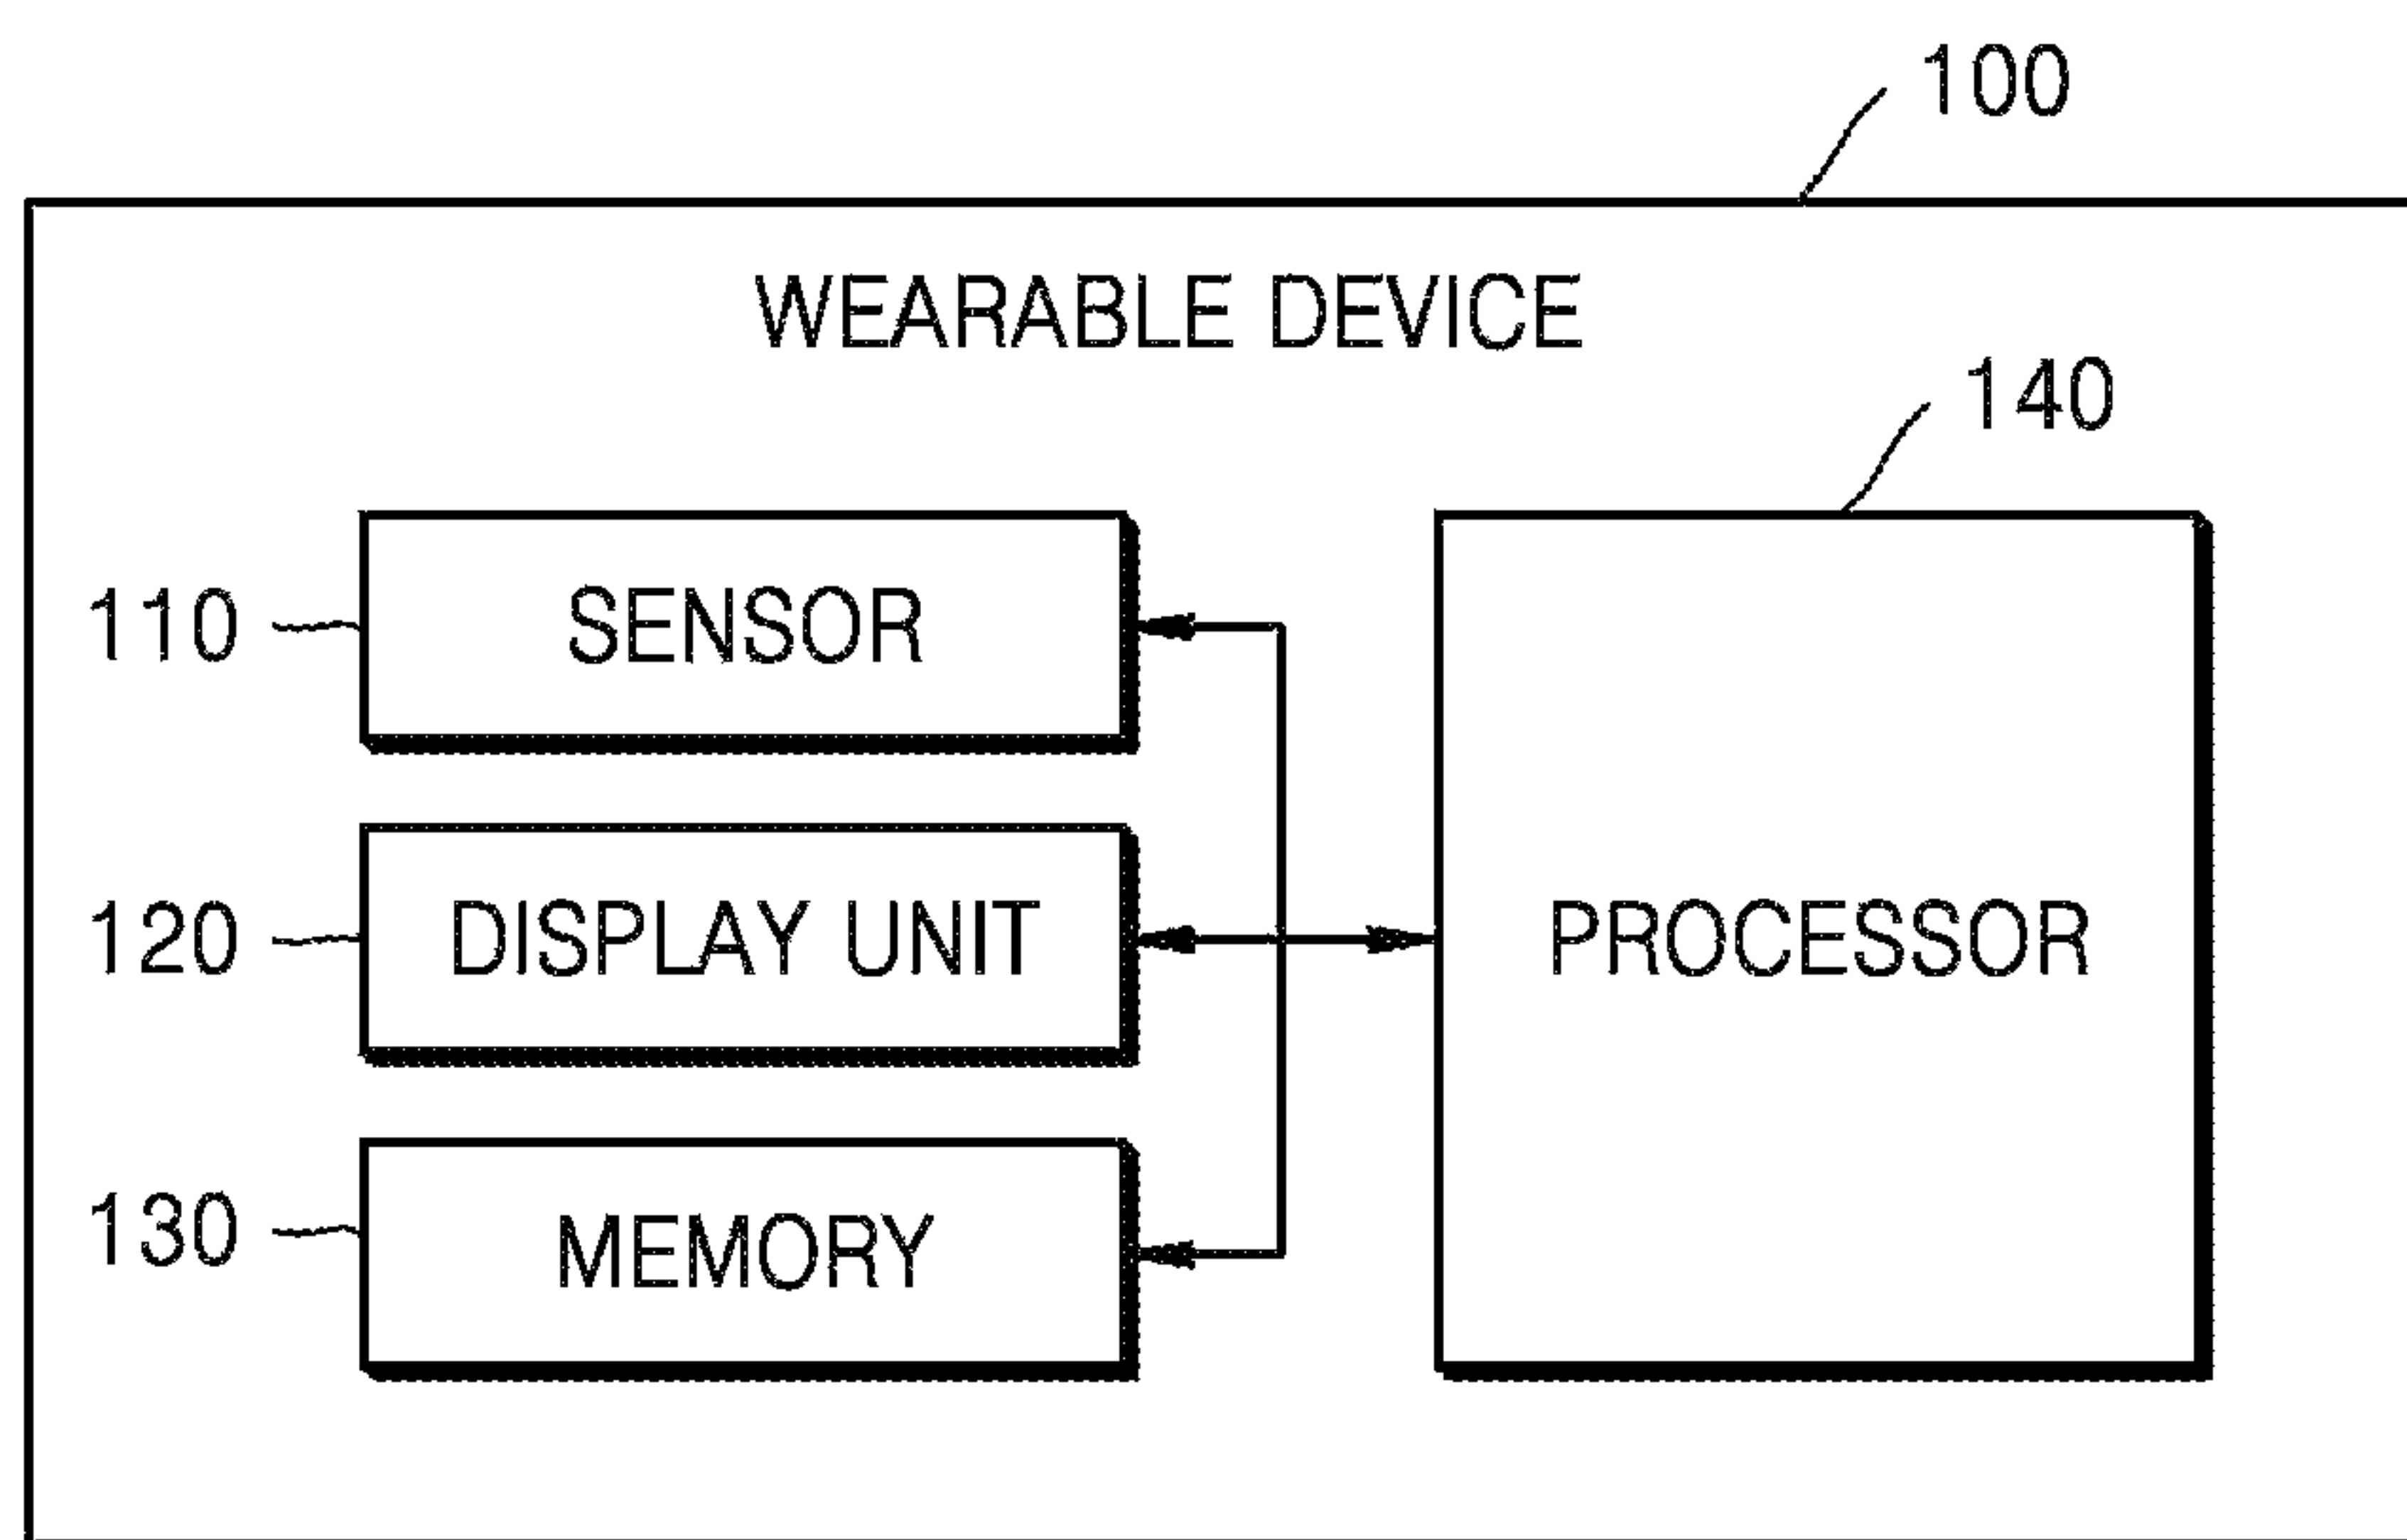 100
WEARABLE DEVICE
140
110 SENSOR
120 DISPLAY UNIT PROCESSOR
130 MEMORY